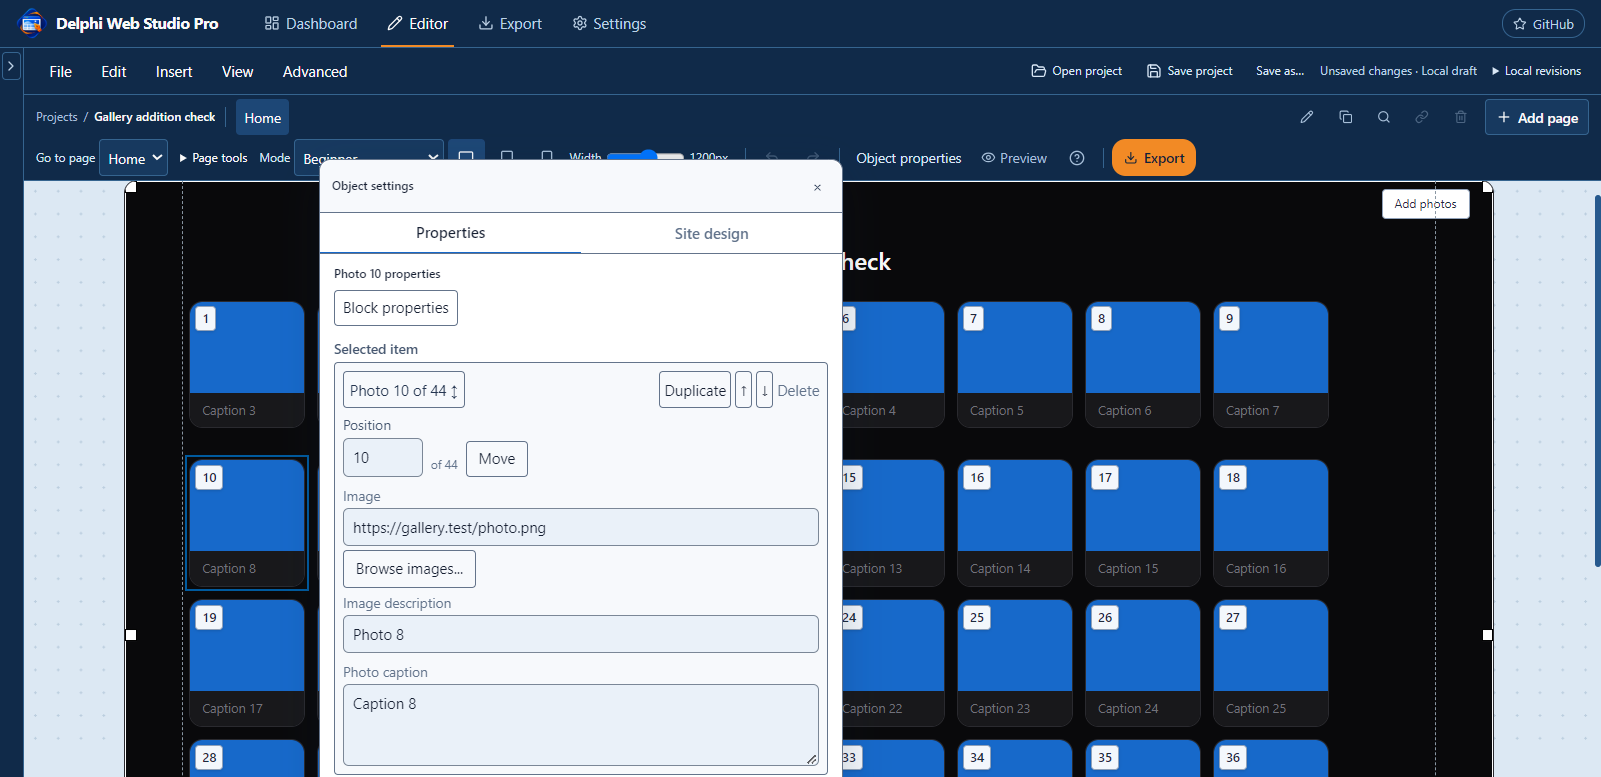 Delphi Web Studio Pro
Dashboard
Editor
Export
Settings
GitHub
File
Edit
Insert
View
Advanced
Open project
Save project
Save as...
Unsaved changes · Local draft
Local revisions
Projects / Gallery addition check
Home
+ Add page
Go to page
Home
Page tools
Mode
Beginner
Width
1200px
Object properties
Preview
Export
Object settings
×
Properties
Site design
Photo 10 properties
Block properties
Selected item
Photo 10 of 44
Duplicate
↑
↓
Delete
Position
10
of 44
Move
Image
https://gallery.test/photo.png
Browse images...
Image description
Photo 8
Photo caption
Caption 8
Add photos
heck
1
6
7
8
9
Caption 3
Caption 4
Caption 5
Caption 6
Caption 7
10
15
16
17
18
Caption 8
Caption 13
Caption 14
Caption 15
Caption 16
19
24
25
26
27
Caption 17
Caption 22
Caption 23
Caption 24
Caption 25
28
33
34
35
36